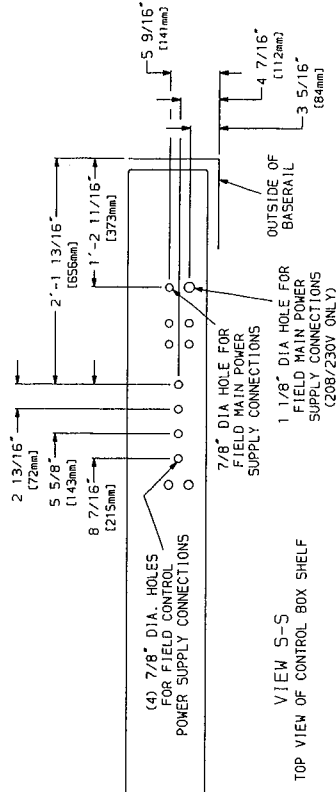 2 13/16"
[72mm]
5 5/8"
[143mm]
8 7/16"
[215mm]
2'-1 13/16"
[656mm]
1'-2 11/16"
[373mm]
5 9/16"
[141mm]
4 7/16"
[112mm]
3 5/16"
[84mm]
OUTSIDE OF
BASERAIL
(4) 7/8" DIA. HOLES
FOR FIELD CONTROL
POWER SUPPLY CONNECTIONS
7/8" DIA HOLE FOR
FIELD MAIN POWER
SUPPLY CONNECTIONS
1 1/8" DIA HOLE FOR
FIELD MAIN POWER
SUPPLY CONNECTIONS
(208/230V ONLY)
VIEW S-S
TOP VIEW OF CONTROL BOX SHELF